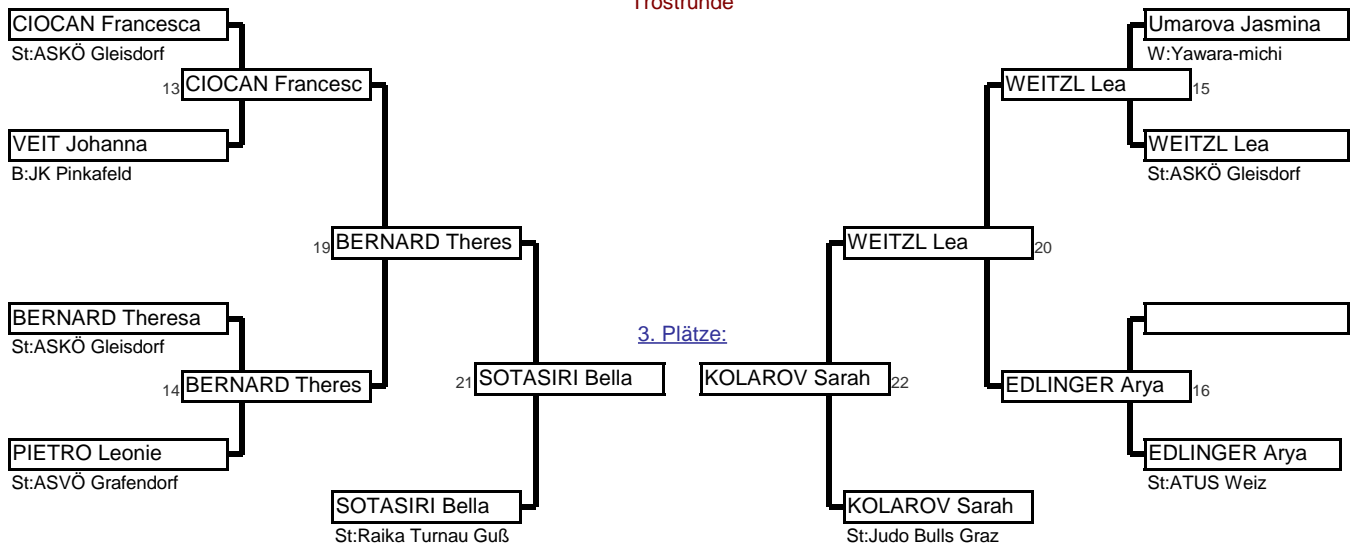 Trostrunde
CIOCAN Francesca
St:ASKÖ Gleisdorf
13 CIOCAN Francesc
VEIT Johanna
B:JK Pinkafeld
19 BERNARD Theres
BERNARD Theresa
St:ASKÖ Gleisdorf
14 BERNARD Theres
PIETRO Leonie
St:ASVÖ Grafendorf
3. Plätze:
21 SOTASIRI Bella
SOTASIRI Bella
St:Raika Turnau Guß
Umarova Jasmina
W:Yawara-michi
WEITZL Lea 15
WEITZL Lea
St:ASKÖ Gleisdorf
WEITZL Lea 20
KOLAROV Sarah 22
EDLINGER Arya 16
EDLINGER Arya
St:ATUS Weiz
KOLAROV Sarah
St:Judo Bulls Graz